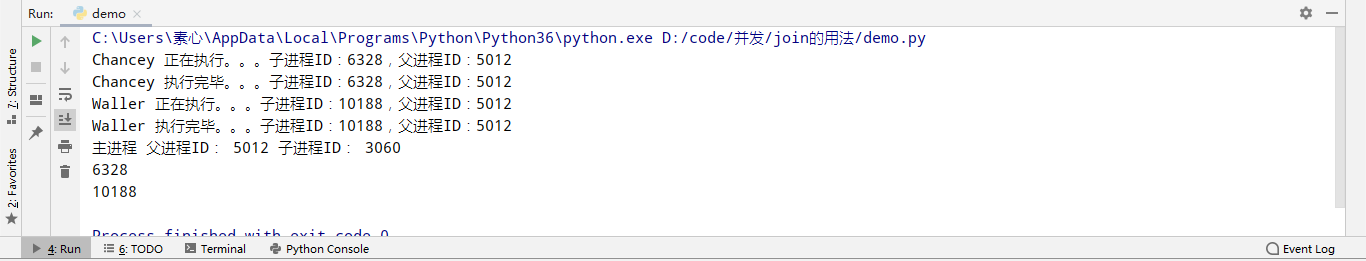 Run: demo
C:\Users\素心\AppData\Local\Programs\Python\Python36\python.exe D:/code/并发/join的用法/demo.py
Chancey 正在执行。。。子进程ID：6328，父进程ID：5012
Chancey 执行完毕。。。子进程ID：6328，父进程ID：5012
Waller 正在执行。。。子进程ID：10188，父进程ID：5012
Waller 执行完毕。。。子进程ID：10188，父进程ID：5012
主进程 父进程ID： 5012 子进程ID： 3060
6328
10188
Process finished with exit code 0
7: Structure
2: Favorites
4: Run 6: TODO Terminal Python Console Event Log